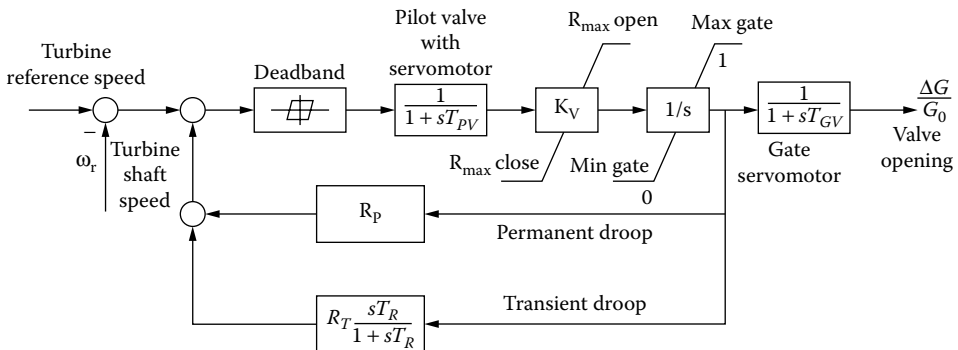 Turbine
reference speed
−
ω_r
Turbine
shaft
speed
Deadband
Pilot valve
with
servomotor
1
1 + sT_PV
R_max open
K_V
R_max close
Max gate
1
1/s
Min gate
0
1
1 + sT_GV
Gate
servomotor
ΔG
G_0
Valve
opening
R_P
Permanent droop
R_T sT_R
1 + sT_R
Transient droop